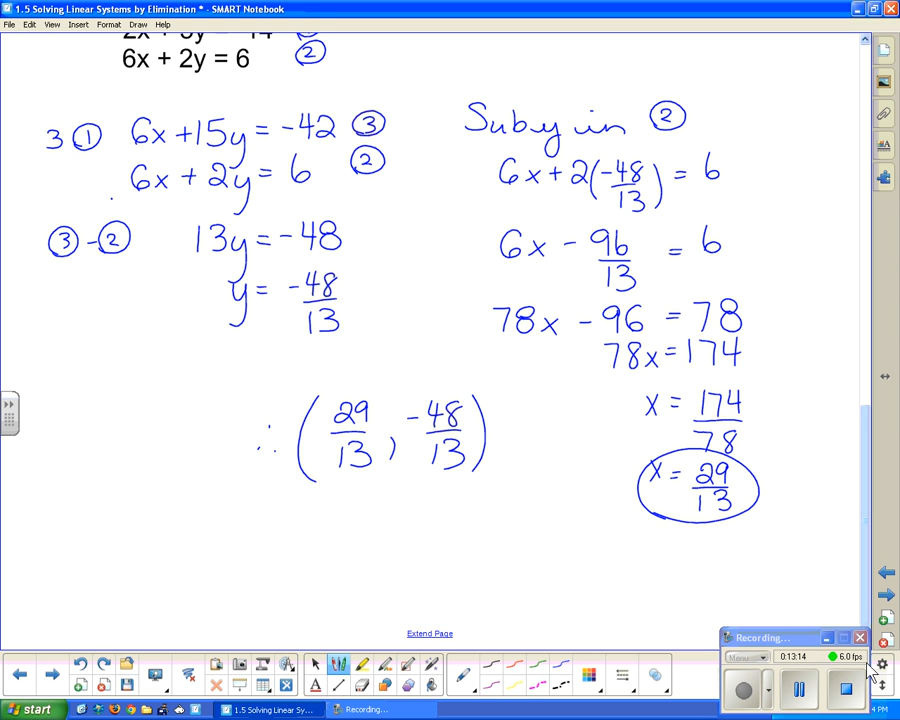 1.5 Solving Linear Systems by Elimination * - SMART Notebook
File Edit View Insert Format Draw Help
6x + 2y = 6 ②
3 ① 6x + 15y = -42 ③
6x + 2y = 6 ②
③ - ② 13y = -48
y = -48/13
∴ (29/13, -48/13)
Sub y in ②
6x + 2(-48/13) = 6
6x - 96/13 = 6
78x - 96 = 78
78x = 174
x = 174/78
x = 29/13
Extend Page
Recording...
Menu
0:13:14
6.0 fps
start
1.5 Solving Linear Sy...
Recording...
4 PM